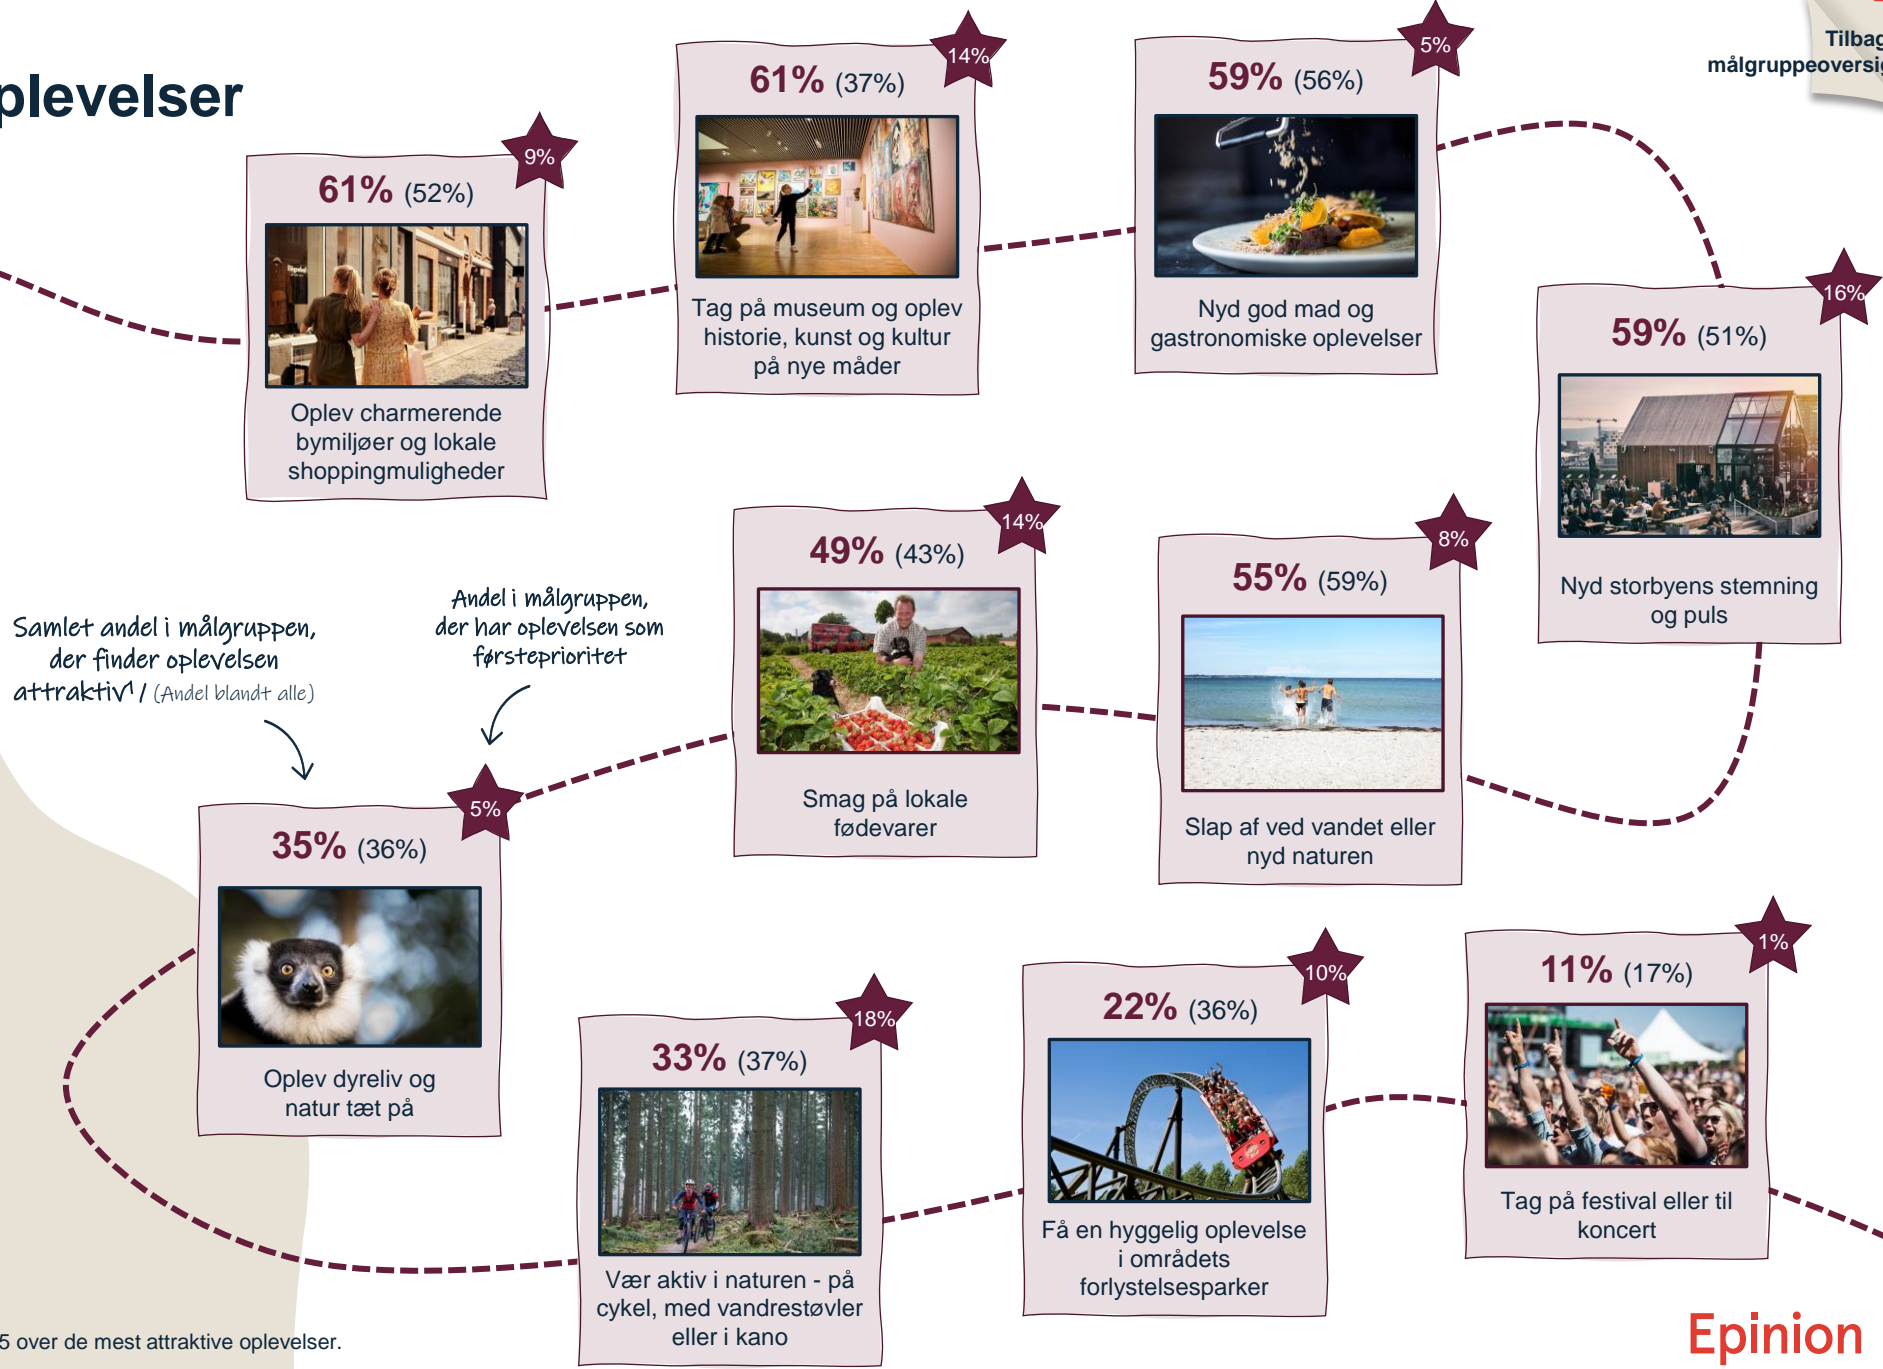 plevelser
Tilbag
målgruppeoversig
9%
61% (52%)
Oplev charmerende
bymiljøer og lokale
shoppingmuligheder
14%
61% (37%)
Tag på museum og oplev
historie, kunst og kultur
på nye måder
5%
59% (56%)
Nyd god mad og
gastronomiske oplevelser
16%
59% (51%)
Nyd storbyens stemning
og puls
8%
55% (59%)
Slap af ved vandet eller
nyd naturen
14%
49% (43%)
Smag på lokale
fødevarer
Samlet andel i målgruppen,
der finder oplevelsen
attraktiv¹ / (Andel blandt alle)
Andel i målgruppen,
der har oplevelsen som
førsteprioritet
5%
35% (36%)
Oplev dyreliv og
natur tæt på
18%
33% (37%)
Vær aktiv i naturen - på
cykel, med vandrestøvler
eller i kano
10%
22% (36%)
Få en hyggelig oplevelse
i områdets
forlystelsesparker
1%
11% (17%)
Tag på festival eller til
koncert
5 over de mest attraktive oplevelser.
Epinion